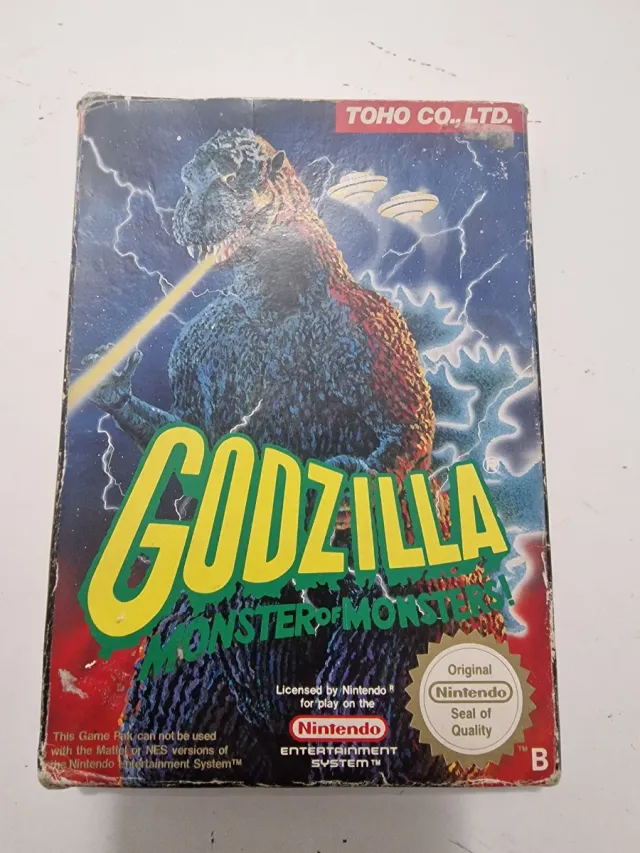 TOHO CO., LTD.
GODZILLA®
MONSTER OF MONSTERS!
Licensed by Nintendo®
for play on the
Nintendo
ENTERTAINMENT
SYSTEM™
Original
Nintendo
Seal of
Quality
™ B
This Game Pak can not be used
with the Mattel or NES versions of
the Nintendo Entertainment System™